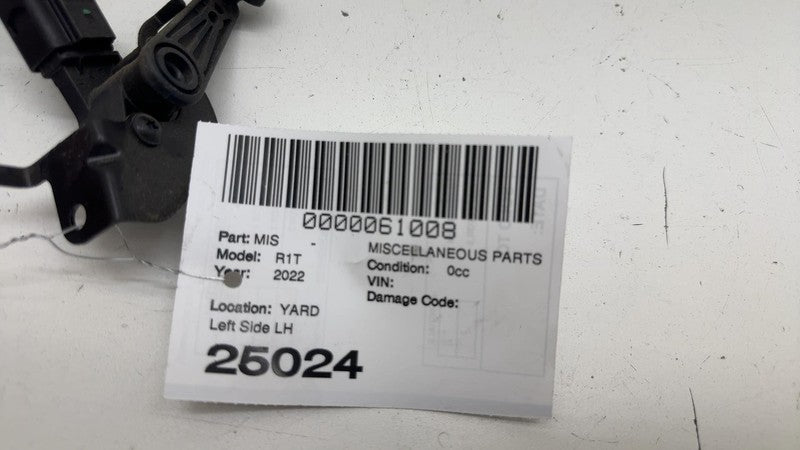 0000061008
Part: MIS - MISCELLANEOUS PARTS
Model: R1T Condition: 0cc
Year: 2022 VIN:
Damage Code:
Location: YARD
Left Side LH
25024